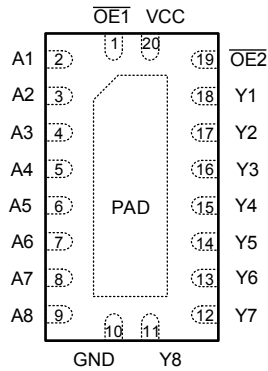 O̅E̅1̅ VCC
1 20
A1 2 19 O̅E̅2̅
A2 3 18 Y1
A3 4 17 Y2
A4 5 16 Y3
A5 6 PAD 15 Y4
A6 7 14 Y5
A7 8 13 Y6
A8 9 12 Y7
10 11
GND Y8